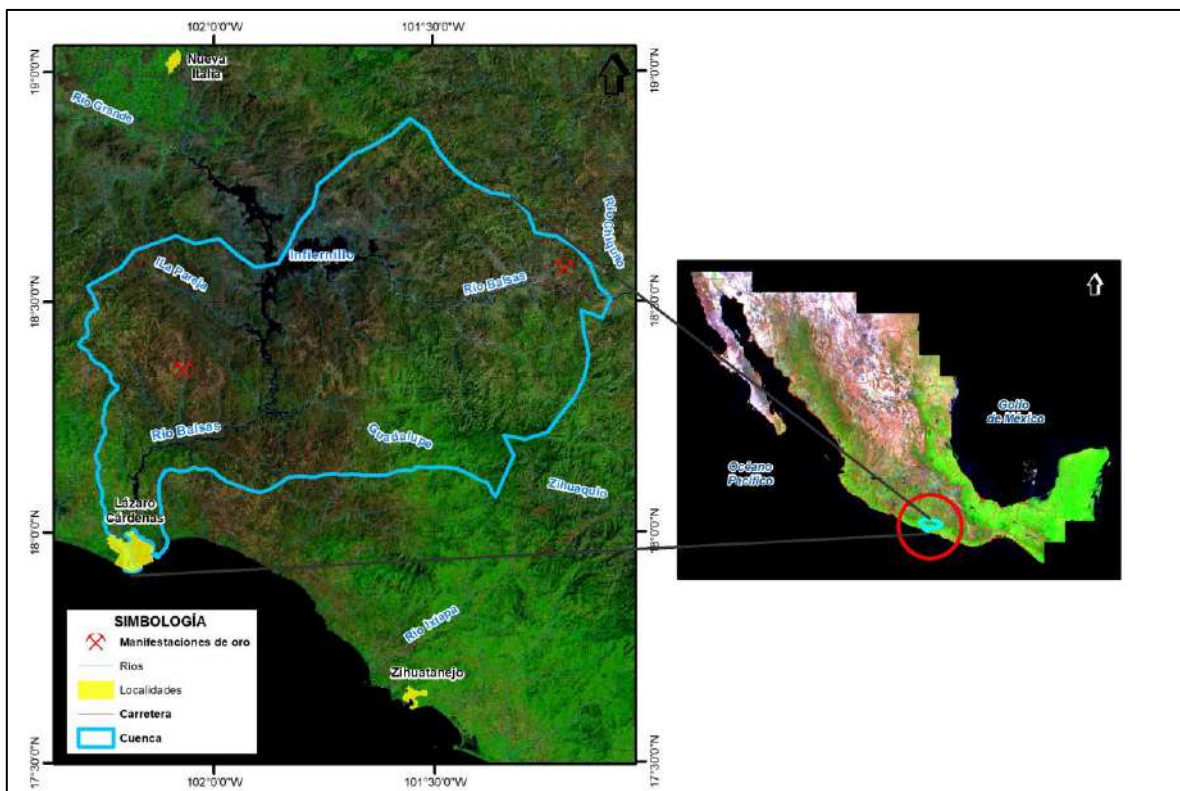 102°0'0"W
101°30'0"W
19°0'0"N
19°0'0"N
Nueva
Italia
Río Grande
Río Chiquito
La Pareja
Infiernillo
Río Balsas
18°30'0"N
18°30'0"N
Río Balsas
Guadalupe
Zihuaquio
Lázaro
Cárdenas
18°0'0"N
18°0'0"N
Río Ixtapa
Zihuatanejo
SIMBOLOGÍA
Manifestaciones de oro
Ríos
Localidades
Carretera
Cuenca
17°30'0"N
17°30'0"N
102°0'0"W
101°30'0"W
Golfo
de México
Océano
Pacífico